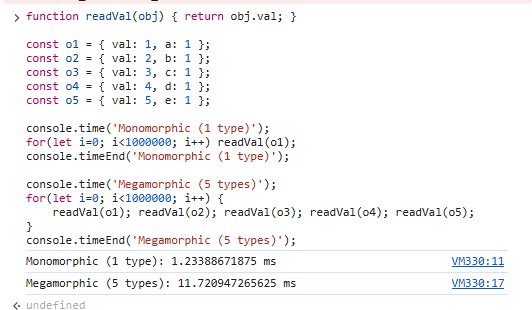 function readVal(obj) { return obj.val; }
const o1 = { val: 1, a: 1 };
const o2 = { val: 2, b: 1 };
const o3 = { val: 3, c: 1 };
const o4 = { val: 4, d: 1 };
const o5 = { val: 5, e: 1 };
console.time('Monomorphic (1 type)');
for(let i=0; i<1000000; i++) readVal(o1);
console.timeEnd('Monomorphic (1 type)');
console.time('Megamorphic (5 types)');
for(let i=0; i<1000000; i++) {
    readVal(o1); readVal(o2); readVal(o3); readVal(o4); readVal(o5);
}
console.timeEnd('Megamorphic (5 types)');
Monomorphic (1 type): 1.23388671875 ms VM330:11
Megamorphic (5 types): 11.720947265625 ms VM330:17
undefined